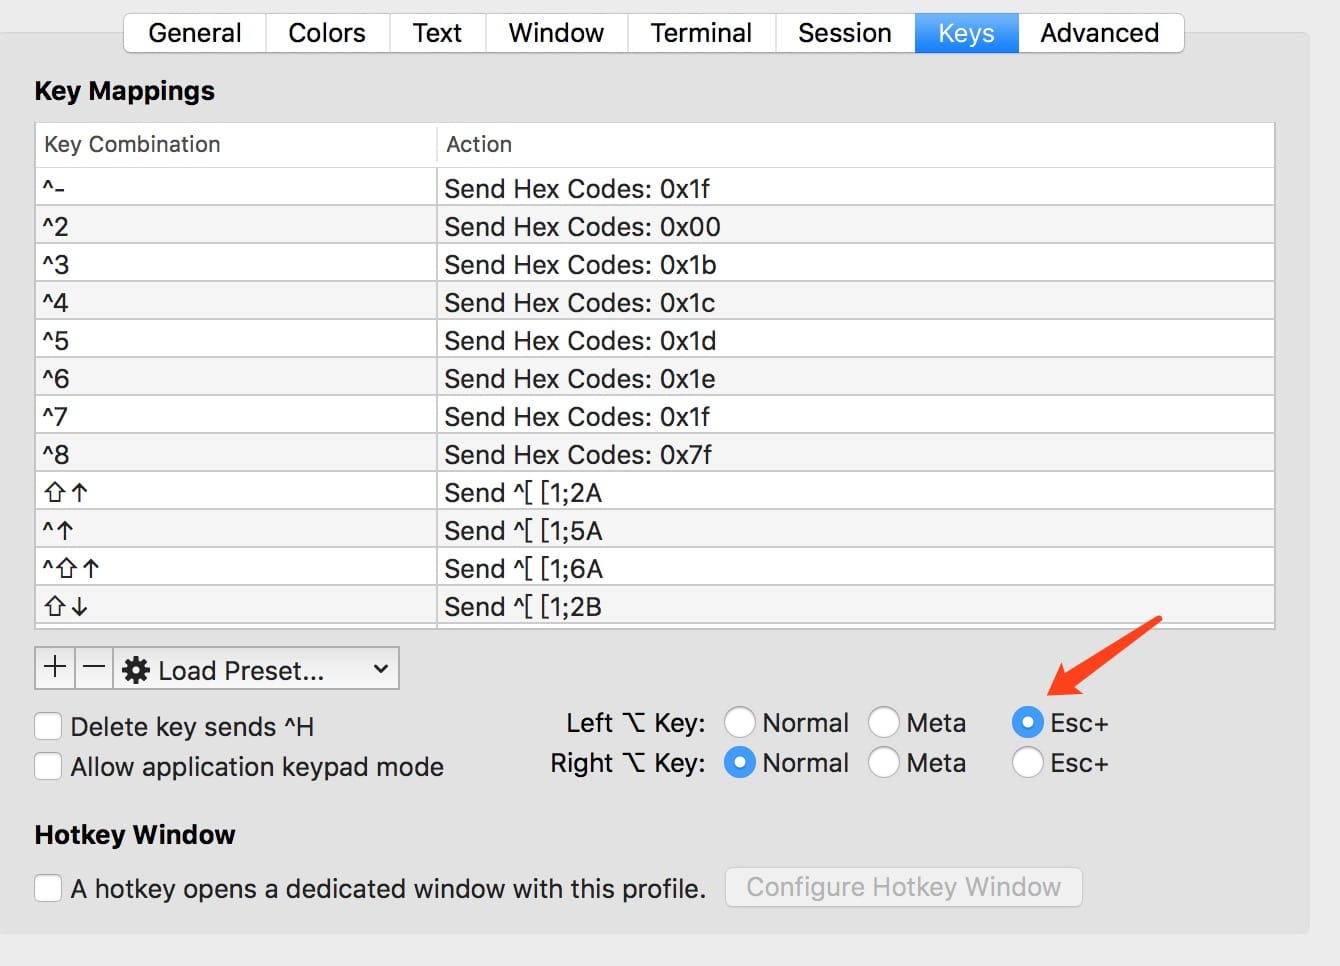 General Colors Text Window Terminal Session Keys Advanced
Key Mappings
Key Combination Action
^- Send Hex Codes: 0x1f
^2 Send Hex Codes: 0x00
^3 Send Hex Codes: 0x1b
^4 Send Hex Codes: 0x1c
^5 Send Hex Codes: 0x1d
^6 Send Hex Codes: 0x1e
^7 Send Hex Codes: 0x1f
^8 Send Hex Codes: 0x7f
⇧↑ Send ^[ [1;2A
^↑ Send ^[ [1;5A
^⇧↑ Send ^[ [1;6A
⇧↓ Send ^[ [1;2B
+ − Load Preset...
Delete key sends ^H Left ⌥ Key: Normal Meta Esc+
Allow application keypad mode Right ⌥ Key: Normal Meta Esc+
Hotkey Window
A hotkey opens a dedicated window with this profile. Configure Hotkey Window